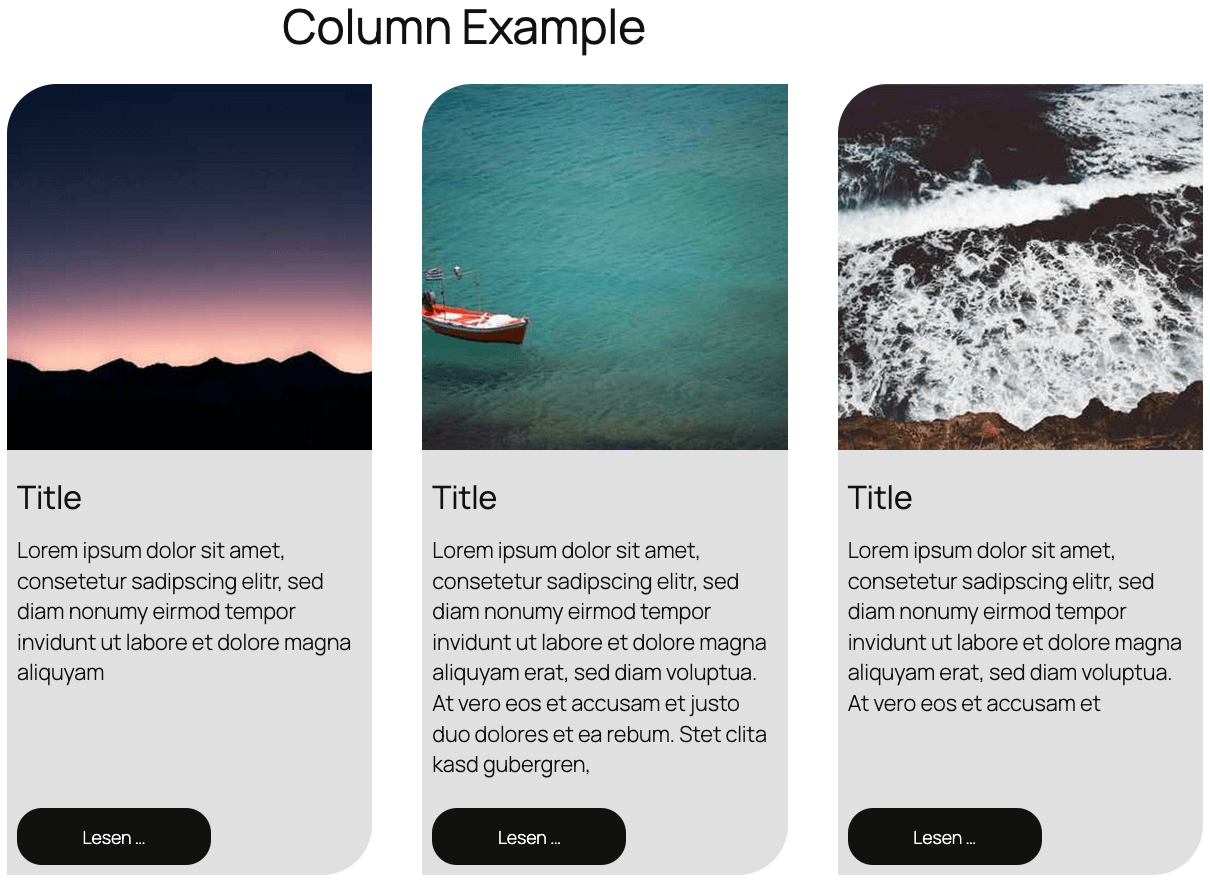 Column Example
Title
Lorem ipsum dolor sit amet,
consetetur sadipscing elitr, sed
diam nonumy eirmod tempor
invidunt ut labore et dolore magna
aliquyam
Lesen ...
Title
Lorem ipsum dolor sit amet,
consetetur sadipscing elitr, sed
diam nonumy eirmod tempor
invidunt ut labore et dolore magna
aliquyam erat, sed diam voluptua.
At vero eos et accusam et justo
duo dolores et ea rebum. Stet clita
kasd gubergren,
Lesen ...
Title
Lorem ipsum dolor sit amet,
consetetur sadipscing elitr, sed
diam nonumy eirmod tempor
invidunt ut labore et dolore magna
aliquyam erat, sed diam voluptua.
At vero eos et accusam et
Lesen ...